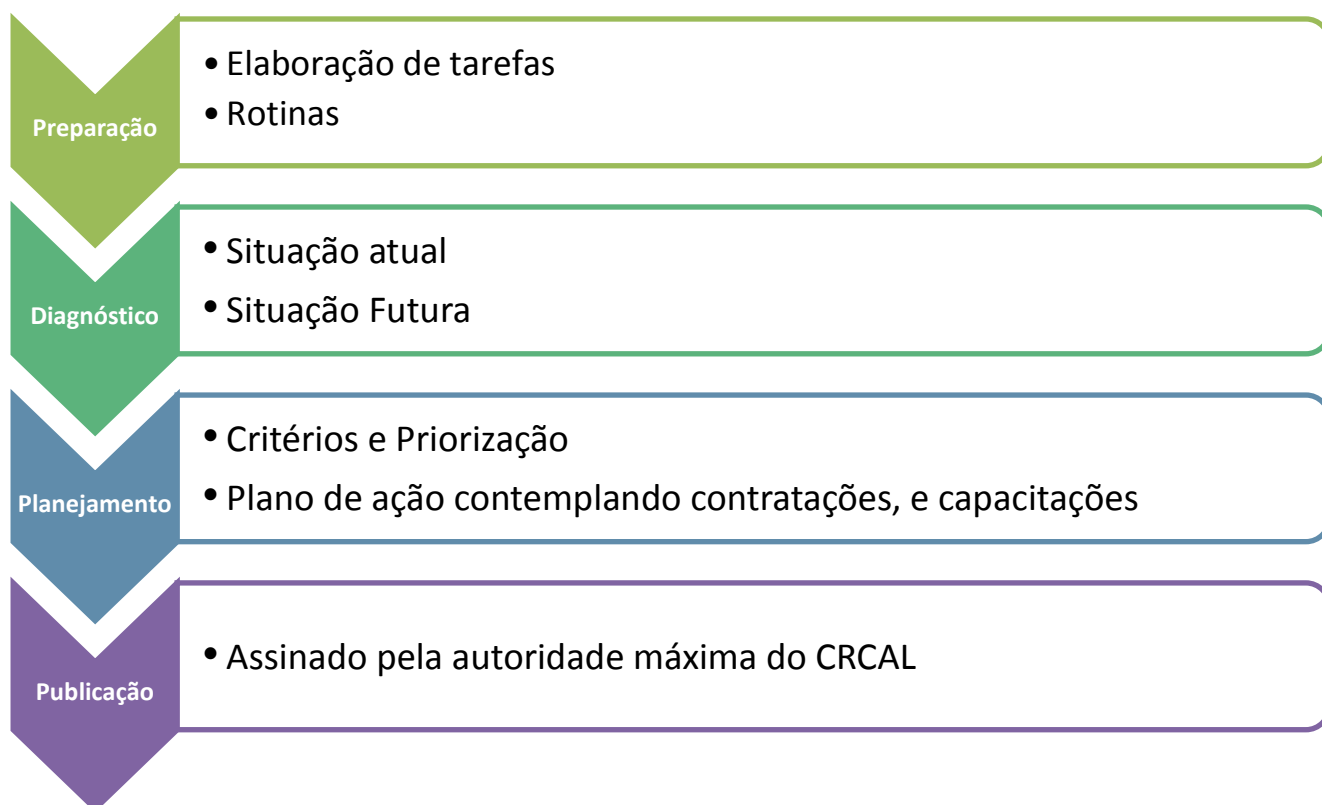 Preparação
• Elaboração de tarefas
• Rotinas
Diagnóstico
• Situação atual
• Situação Futura
Planejamento
• Critérios e Priorização
• Plano de ação contemplando contratações, e capacitações
Publicação
• Assinado pela autoridade máxima do CRCAL